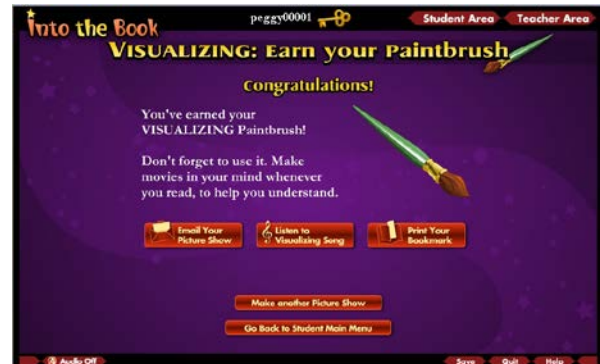 Into the Book
peggy00001
Student Area
Teacher Area
VISUALIZING: Earn your Paintbrush
Congratulations!
You've earned your
VISUALIZING Paintbrush!
Don't forget to use it. Make
movies in your mind whenever
you read, to help you understand.
Email Your
Picture Show
Listen to
Visualizing Song
Print Your
Bookmark
Make another Picture Show
Go Back to Student Main Menu
Audio Off
Save
Quit
Help